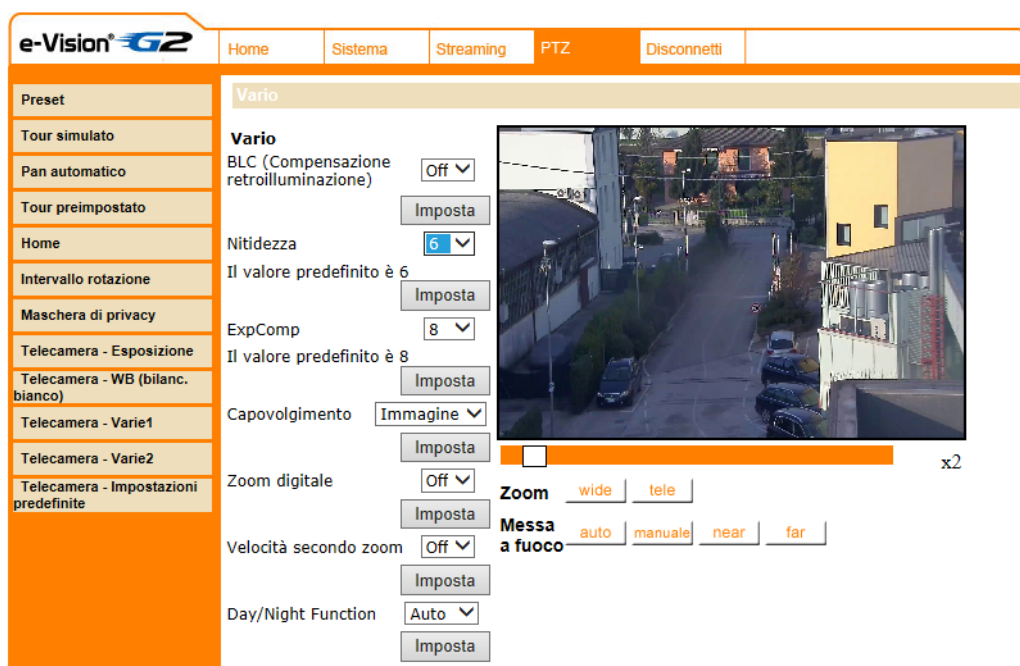 e-Vision® G2
Home
Sistema
Streaming
PTZ
Disconnetti
Preset
Tour simulato
Pan automatico
Tour preimpostato
Home
Intervallo rotazione
Maschera di privacy
Telecamera - Esposizione
Telecamera - WB (bilanc.
bianco)
Telecamera - Varie1
Telecamera - Varie2
Telecamera - Impostazioni
predefinite
Vario
Vario
BLC (Compensazione
retroilluminazione)
Off
Imposta
Nitidezza
6
Il valore predefinito è 6
Imposta
ExpComp
8
Il valore predefinito è 8
Imposta
Capovolgimento
Immagine
Imposta
Zoom digitale
Off
Imposta
Velocità secondo zoom
Off
Imposta
Day/Night Function
Auto
Imposta
x2
Zoom
wide
tele
Messa
a fuoco
auto
manuale
near
far